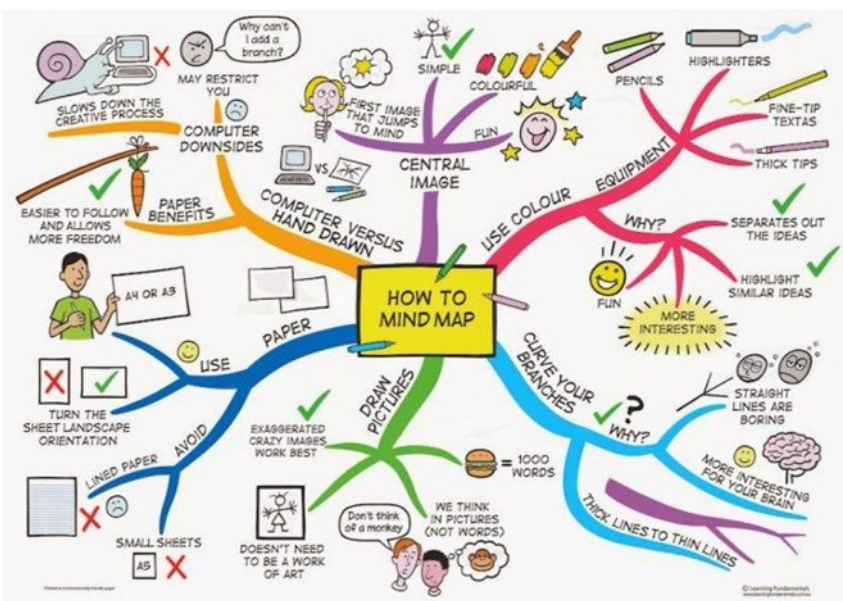 Why can't
I add a
branch?
MAY RESTRICT
YOU
SLOWS DOWN THE
CREATIVE PROCESS
COMPUTER
DOWNSIDES
PAPER
BENEFITS
EASIER TO FOLLOW
AND ALLOWS
MORE FREEDOM
COMPUTER VERSUS
HAND DRAWN
VS
FIRST IMAGE
THAT JUMPS
TO MIND
SIMPLE
COLOURFUL
FUN
CENTRAL
IMAGE
USE COLOUR
EQUIPMENT
PENCILS
HIGHLIGHTERS
FINE-TIP
TEXTAS
THICK TIPS
WHY?
SEPARATES OUT
THE IDEAS
HIGHLIGHT
SIMILAR IDEAS
MORE
INTERESTING
FUN
HOW TO
MIND MAP
PAPER
USE
A4 OR A3
TURN THE
SHEET LANDSCAPE
ORIENTATION
AVOID
LINED PAPER
SMALL SHEETS
A5
DRAW
PICTURES
EXAGGERATED
CRAZY IMAGES
WORK BEST
= 1000
WORDS
DOESN'T NEED
TO BE A WORK
OF ART
Don't think
of a monkey
WE THINK
IN PICTURES
(NOT WORDS)
CURVE YOUR
BRANCHES
?
WHY?
STRAIGHT
LINES ARE
BORING
MORE INTERESTING
FOR YOUR BRAIN
THICK LINES TO THIN LINES
© Learning Fundamentals